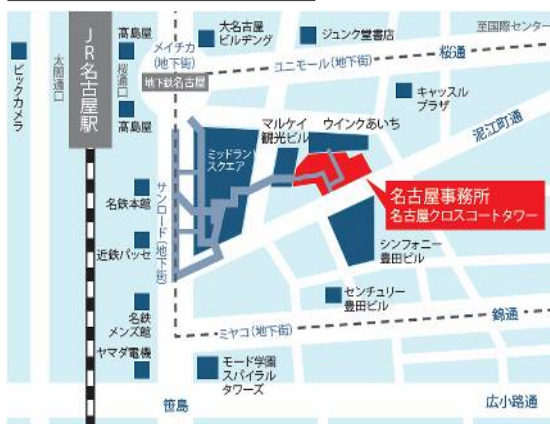 大名古屋
ビルヂング
ジュンク堂書店
至国際センター
桜通
メイチカ
(地下街)
ユニモール(地下街)
髙島屋
桜通口
髙島屋
JR名古屋駅
太閤通口
ビックカメラ
地下鉄名古屋
キャッスル
プラザ
泥江町通
マルケイ
観光ビル
ウインクあいち
ミッドランド
スクエア
名古屋事務所
名古屋クロスコートタワー
名鉄本館
サンロード(地下街)
近鉄パッセ
シンフォニー
豊田ビル
センチュリー
豊田ビル
錦通
名鉄
メンズ館
ミヤコ(地下街)
ヤマダ電機
モード学園
スパイラル
タワーズ
笹島
広小路通